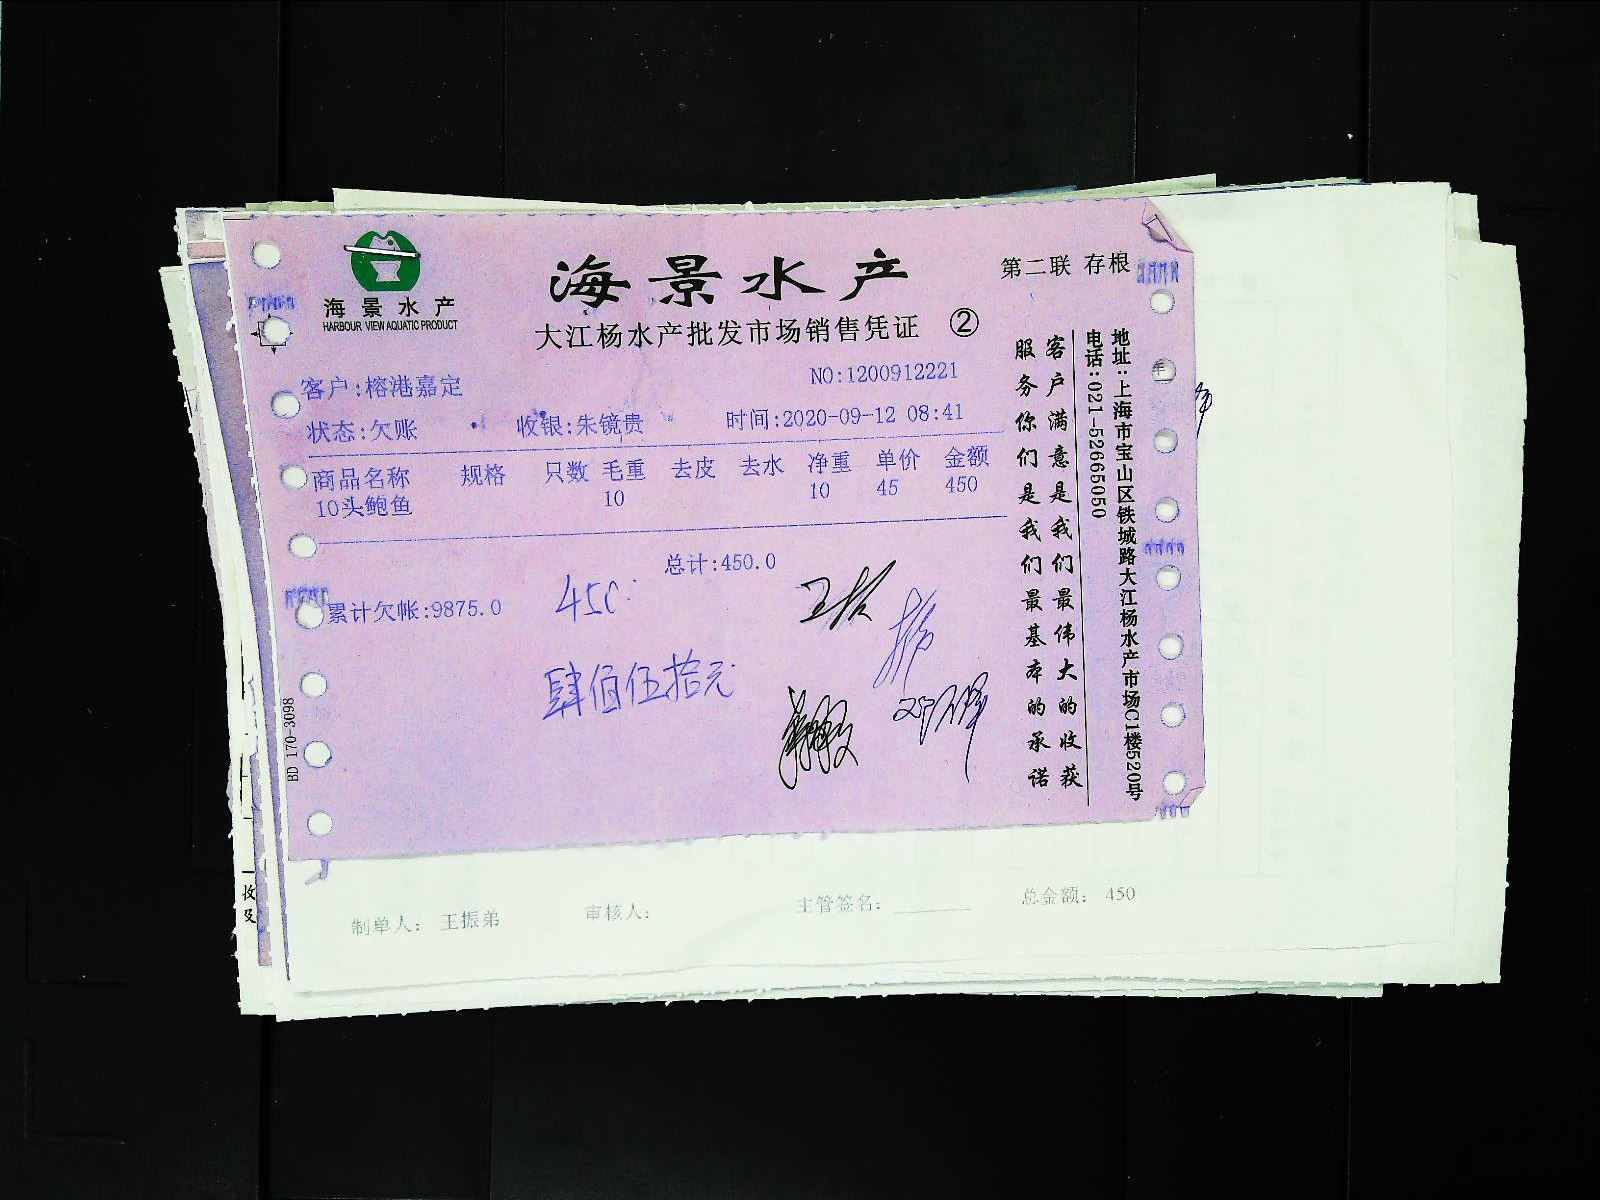 海景水产
HARBOUR VIEW AQUATIC PRODUCT
海景水产
第二联 存根
大江杨水产批发市场销售凭证 ②
NO:1200912221
客户:榕港嘉定
状态:欠账 收银:朱镜贵 时间:2020-09-12 08:41
商品名称 规格 只数 毛重 去皮 去水 净重 单价 金额
10头鲍鱼 10 10 45 450
总计:450.0
累计欠帐:9875.0
450.
肆佰伍拾元
客户满意是我们最伟大的收获
服务你们是我们最基本的承诺
地址:上海市宝山区铁城路大江杨水产市场C1楼520号
电话:021-52665050
BD 170-3098
年
制单人: 王振弟 审核人: 主管签名: 总金额: 450
收
及